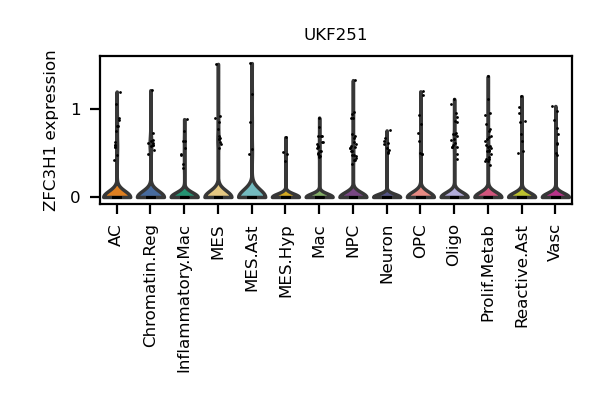 UKF251
ZFC3H1 expression
1
0
AC
Chromatin.Reg
Inflammatory.Mac
MES
MES.Ast
MES.Hyp
Mac
NPC
Neuron
OPC
Oligo
Prolif.Metab
Reactive.Ast
Vasc